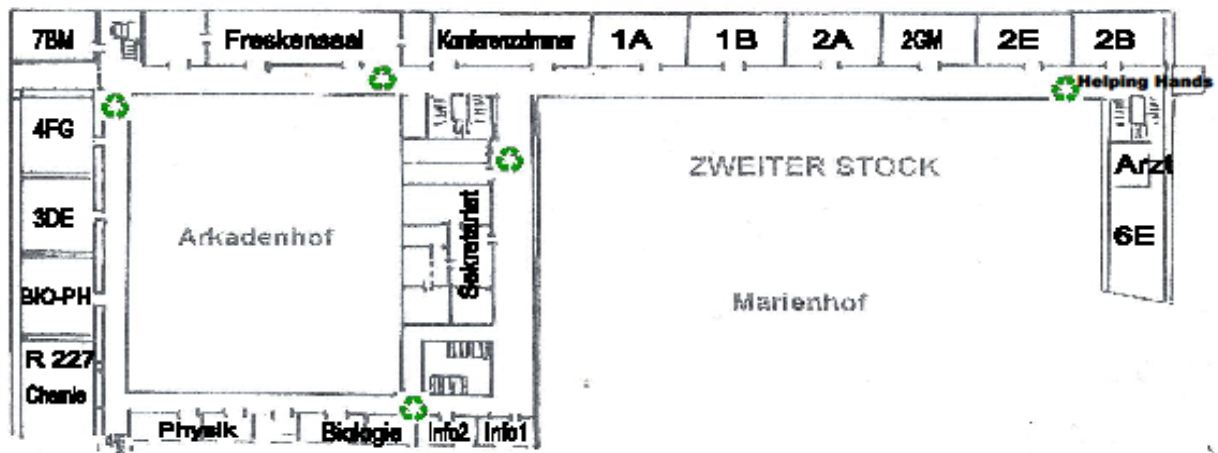 7BM
Freskensaal
Konferenzzimmer
1A
1B
2A
2GM
2E
2B
Helping Hands
4FG
ZWEITER STOCK
Arzt
3DE
Arkadenhof
Sekretariat
6E
BIO-PH
Marienhof
R 227
Chemie
Physik
Biologie
Info2
Info1